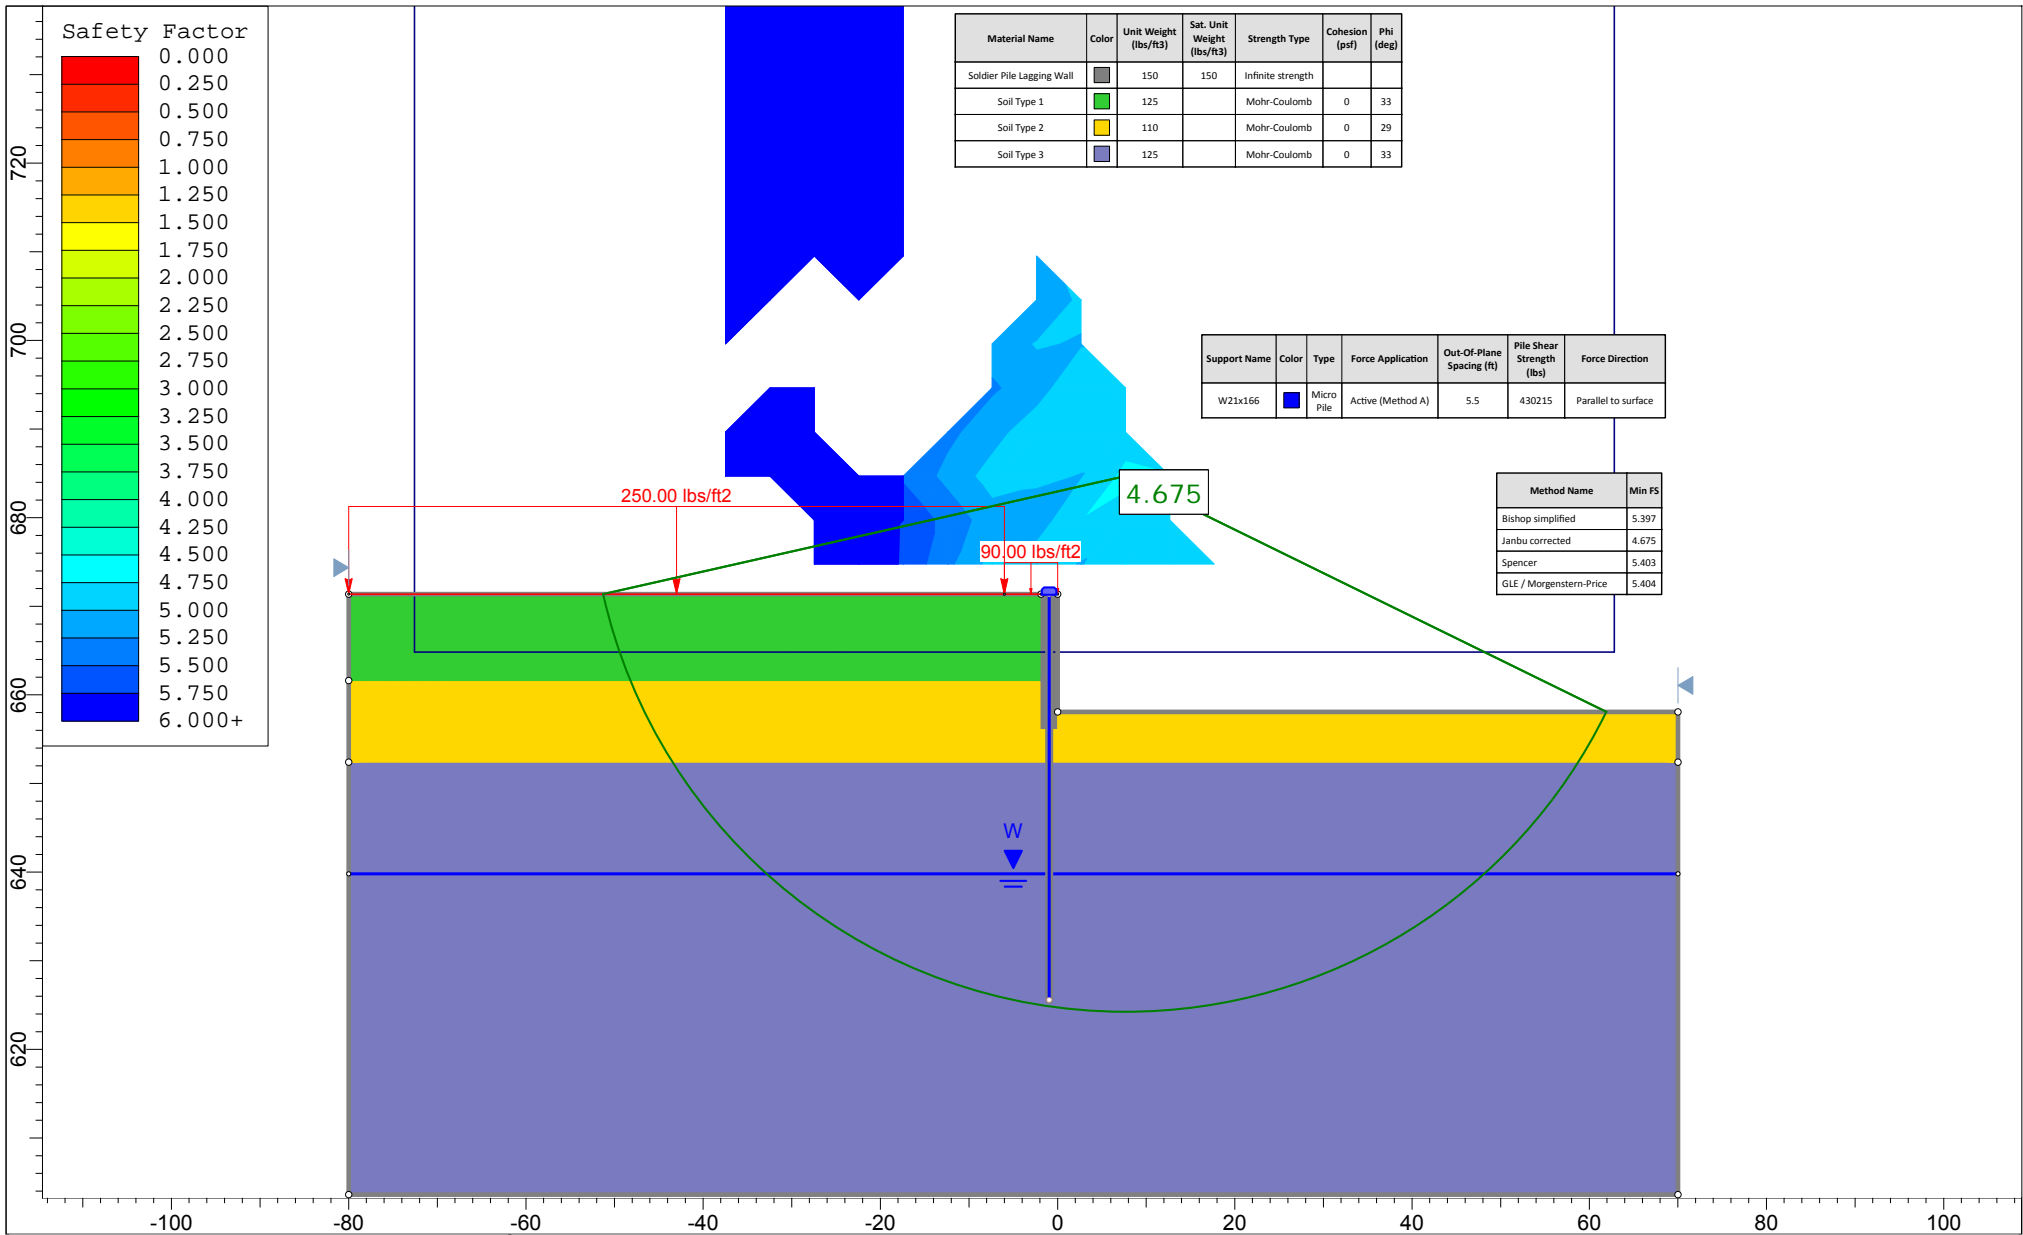 Safety Factor
0.000
0.250
0.500
0.750
1.000
1.250
1.500
1.750
2.000
2.250
2.500
2.750
3.000
3.250
3.500
3.750
4.000
4.250
4.500
4.750
5.000
5.250
5.500
5.750
6.000+
Material Name Color Unit Weight (lbs/ft3) Sat. Unit Weight (lbs/ft3) Strength Type Cohesion (psf) Phi (deg)
Soldier Pile Lagging Wall 150 150 Infinite strength
Soil Type 1 125 Mohr-Coulomb 0 33
Soil Type 2 110 Mohr-Coulomb 0 29
Soil Type 3 125 Mohr-Coulomb 0 33
Support Name Color Type Force Application Out-Of-Plane Spacing (ft) Pile Shear Strength (lbs) Force Direction
W21x166 Micro Pile Active (Method A) 5.5 430215 Parallel to surface
Method Name Min FS
Bishop simplified 5.397
Janbu corrected 4.675
Spencer 5.403
GLE / Morgenstern-Price 5.404
4.675
250.00 lbs/ft2
90.00 lbs/ft2
W
720
700
680
660
640
620
-100 -80 -60 -40 -20 0 20 40 60 80 100